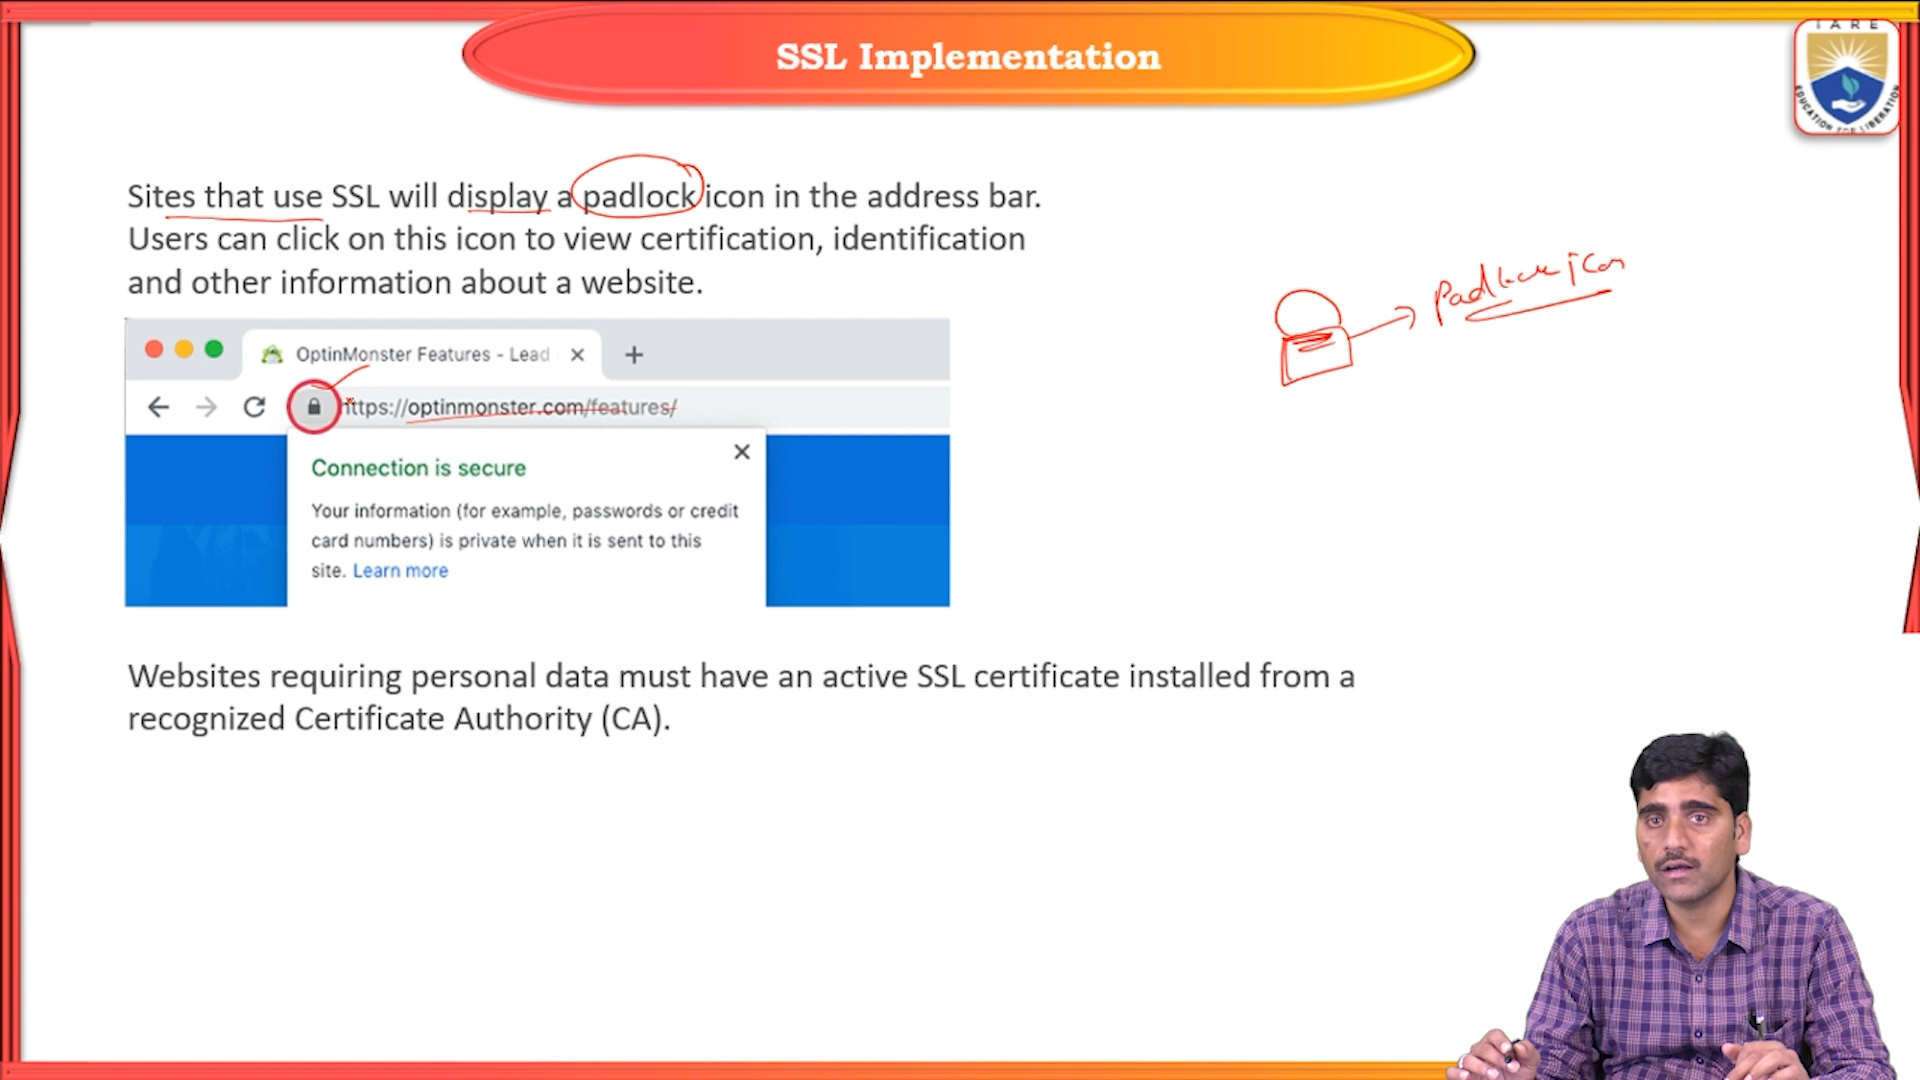 SSL Implementation
IARE
EDUCATION FOR LIBERATION
Sites that use SSL will display a padlock icon in the address bar.
Users can click on this icon to view certification, identification
and other information about a website.
Padlock icon
OptinMonster Features - Lead
https://optinmonster.com/features/
Connection is secure
Your information (for example, passwords or credit
card numbers) is private when it is sent to this
site. Learn more
Websites requiring personal data must have an active SSL certificate installed from a
recognized Certificate Authority (CA).